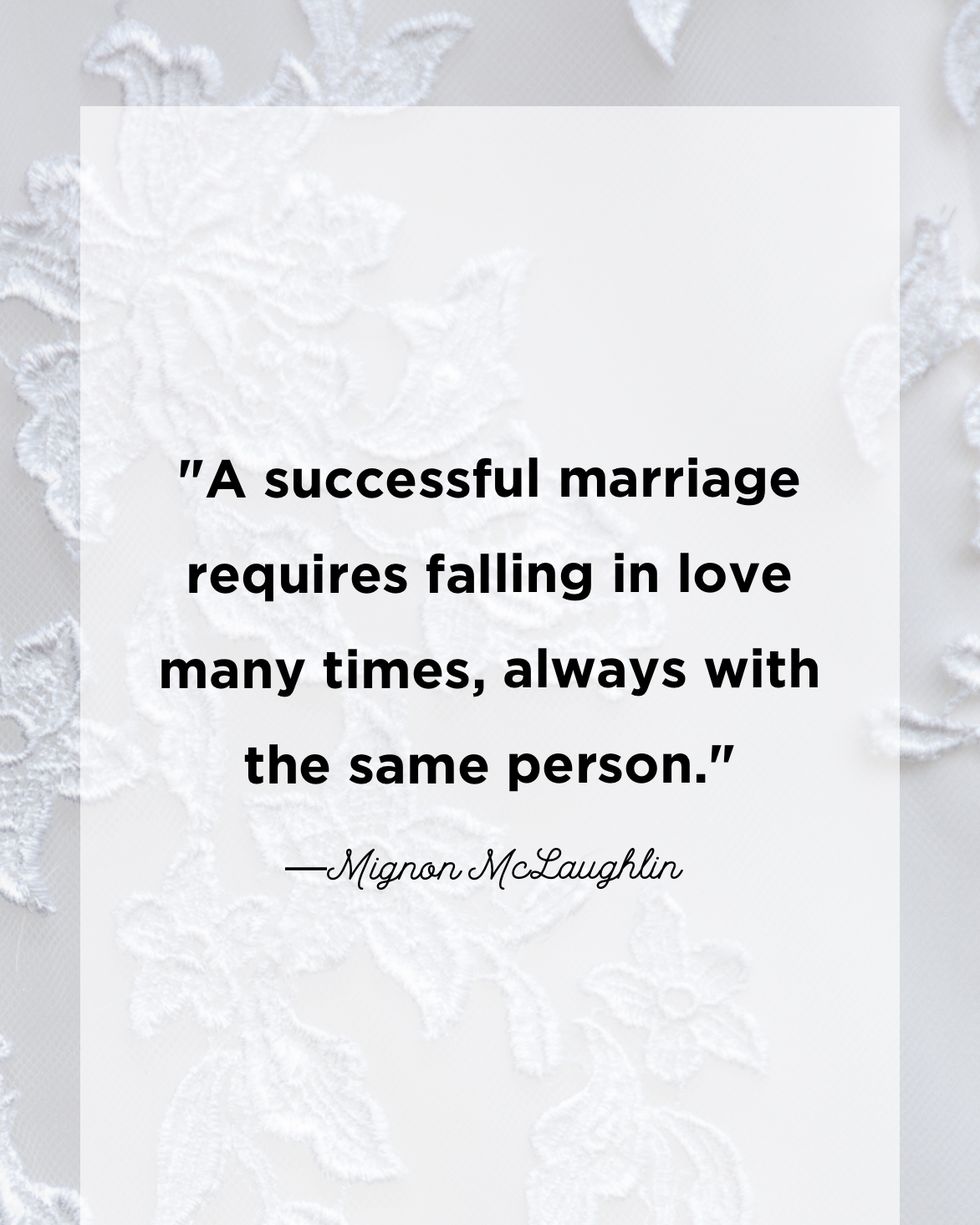 "A successful marriage
requires falling in love
many times, always with
the same person."
—Mignon McLaughlin